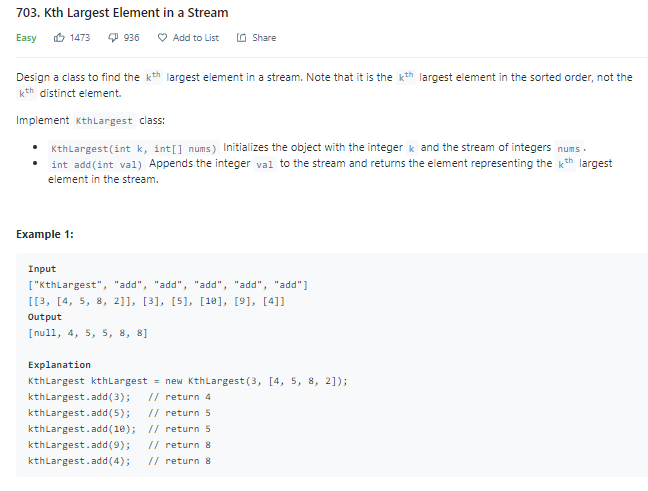 703. Kth Largest Element in a Stream
Easy 1473 936 Add to List Share
Design a class to find the kth largest element in a stream. Note that it is the kth largest element in the sorted order, not the
kth distinct element.
Implement KthLargest class:
• KthLargest(int k, int[] nums) Initializes the object with the integer k and the stream of integers nums.
• int add(int val) Appends the integer val to the stream and returns the element representing the kth largest
element in the stream.
Example 1:
Input
["KthLargest", "add", "add", "add", "add", "add"]
[[3, [4, 5, 8, 2]], [3], [5], [10], [9], [4]]
Output
[null, 4, 5, 5, 8, 8]
Explanation
KthLargest kthLargest = new KthLargest(3, [4, 5, 8, 2]);
kthLargest.add(3);   // return 4
kthLargest.add(5);   // return 5
kthLargest.add(10);  // return 5
kthLargest.add(9);   // return 8
kthLargest.add(4);   // return 8